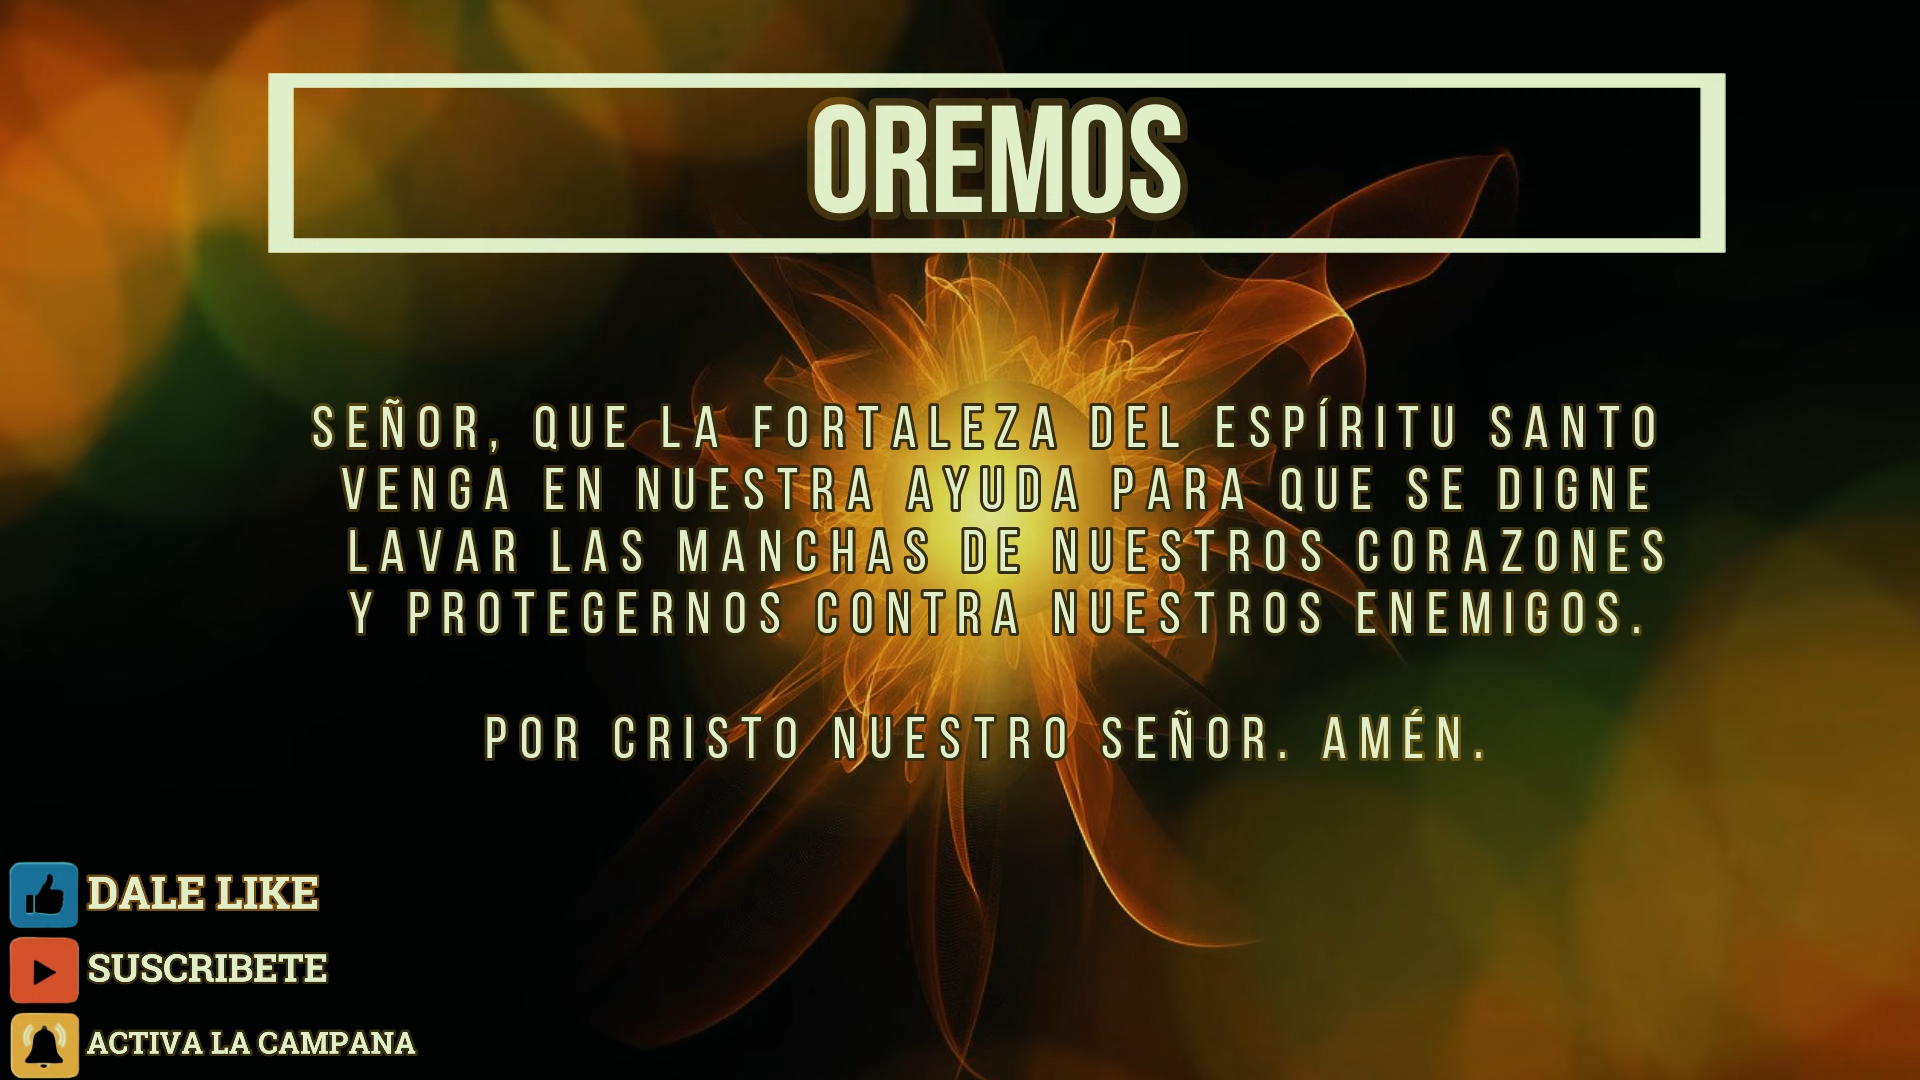 OREMOS
SEÑOR, QUE LA FORTALEZA DEL ESPÍRITU SANTO
VENGA EN NUESTRA AYUDA PARA QUE SE DIGNE
LAVAR LAS MANCHAS DE NUESTROS CORAZONES
Y PROTEGERNOS CONTRA NUESTROS ENEMIGOS.
POR CRISTO NUESTRO SEÑOR. AMÉN.
DALE LIKE
SUSCRIBETE
ACTIVA LA CAMPANA